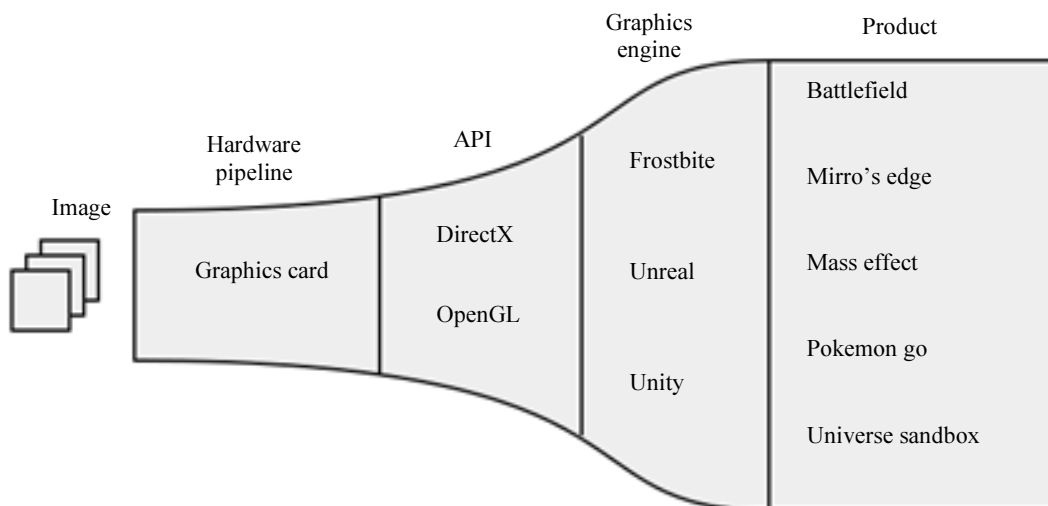 Image
Hardware
pipeline
Graphics card
API
DirectX
OpenGL
Graphics
engine
Frostbite
Unreal
Unity
Product
Battlefield
Mirro's edge
Mass effect
Pokemon go
Universe sandbox